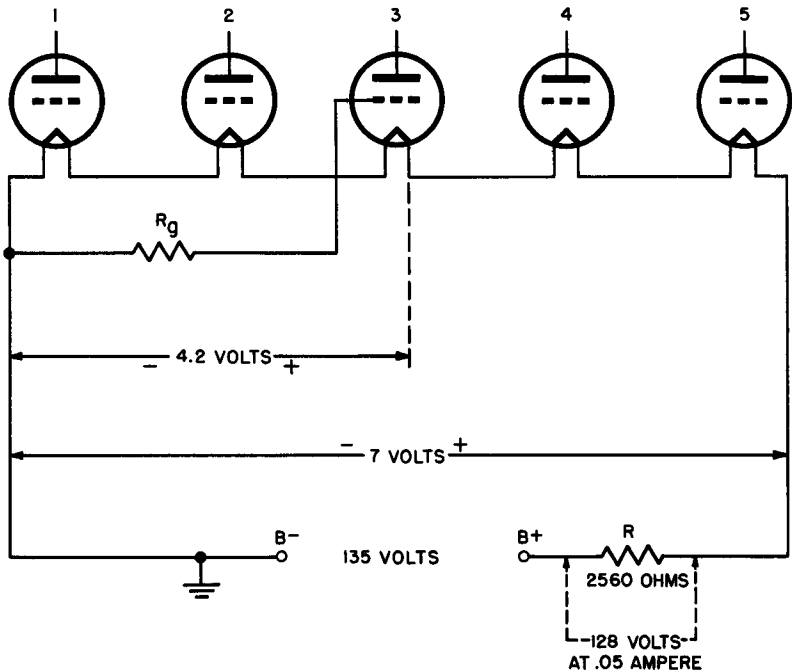 1 2 3 4 5
Rg
- 4.2 VOLTS +
- 7 VOLTS +
B- 135 VOLTS B+ R
2560 OHMS
128 VOLTS
AT .05 AMPERE